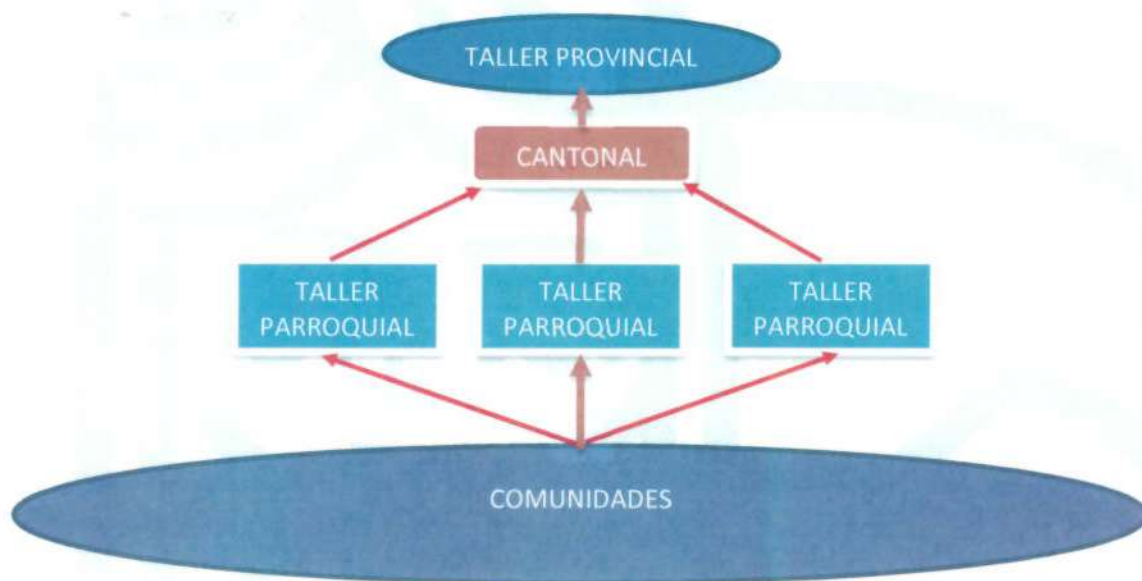 TALLER PROVINCIAL
CANTONAL
TALLER
PARROQUIAL
TALLER
PARROQUIAL
TALLER
PARROQUIAL
COMUNIDADES